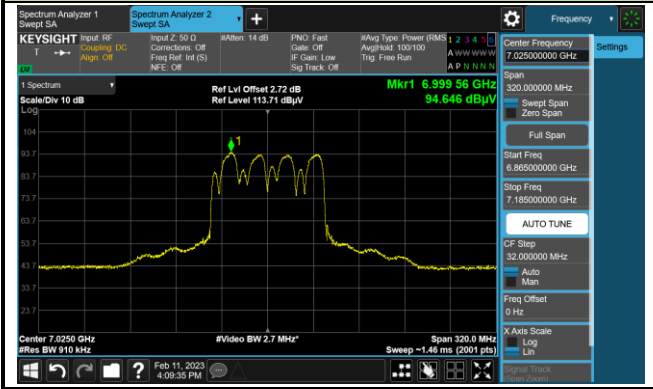 Spectrum Analyzer 1
Swept SA
Spectrum Analyzer 2
Swept SA
Frequency
KEYSIGHT
T
Input: RF
Coupling: DC
Align: Off
Input Z: 50 Ω
Corrections: Off
Freq Ref: Int (S)
NFE: Off
#Atten: 14 dB
PNO: Fast
Gate: Off
IF Gain: Low
Sig Track: Off
#Avg Type: Power (RMS
Avg|Hold: 100/100
Trig: Free Run
1 2 3 4 5 6
A W W W W W
A P N N N N
1 Spectrum
Scale/Div 10 dB
Log
Ref Lvl Offset 2.72 dB
Ref Level 113.71 dBµV
Mkr1 6.999 56 GHz
94.646 dBµV
104
93.7
83.7
73.7
63.7
53.7
43.7
33.7
23.7
1
Center 7.0250 GHz
#Res BW 910 kHz
#Video BW 2.7 MHz*
Span 320.0 MHz
Sweep ~1.46 ms (2001 pts)
Feb 11, 2023
4:09:35 PM
Settings
Center Frequency
7.025000000 GHz
Span
320.000000 MHz
Swept Span
Zero Span
Full Span
Start Freq
6.865000000 GHz
Stop Freq
7.185000000 GHz
AUTO TUNE
CF Step
32.000000 MHz
Auto
Man
Freq Offset
0 Hz
X Axis Scale
Log
Lin
Signal Track
(Span Zoom)